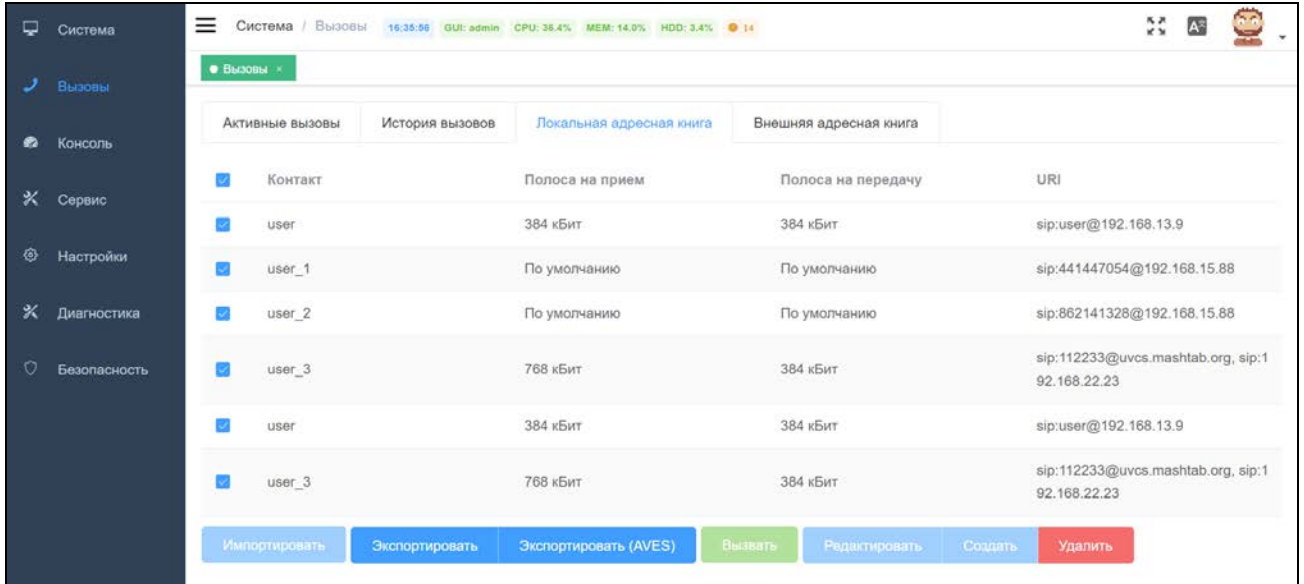 Система
Вызовы
Консоль
Сервис
Настройки
Диагностика
Безопасность
Система / Вызовы 16:35:56 GUI: admin CPU: 36.4% MEM: 14.0% HDD: 3.4% 14
Вызовы ×
Активные вызовы История вызовов Локальная адресная книга Внешняя адресная книга
Контакт Полоса на прием Полоса на передачу URI
user 384 кБит 384 кБит sip:user@192.168.13.9
user_1 По умолчанию По умолчанию sip:441447054@192.168.15.88
user_2 По умолчанию По умолчанию sip:862141328@192.168.15.88
user_3 768 кБит 384 кБит sip:112233@uvcs.mashtab.org, sip:1
92.168.22.23
user 384 кБит 384 кБит sip:user@192.168.13.9
user_3 768 кБит 384 кБит sip:112233@uvcs.mashtab.org, sip:1
92.168.22.23
Импортировать Экспортировать Экспортировать (AVES) Вызвать Редактировать Создать Удалить